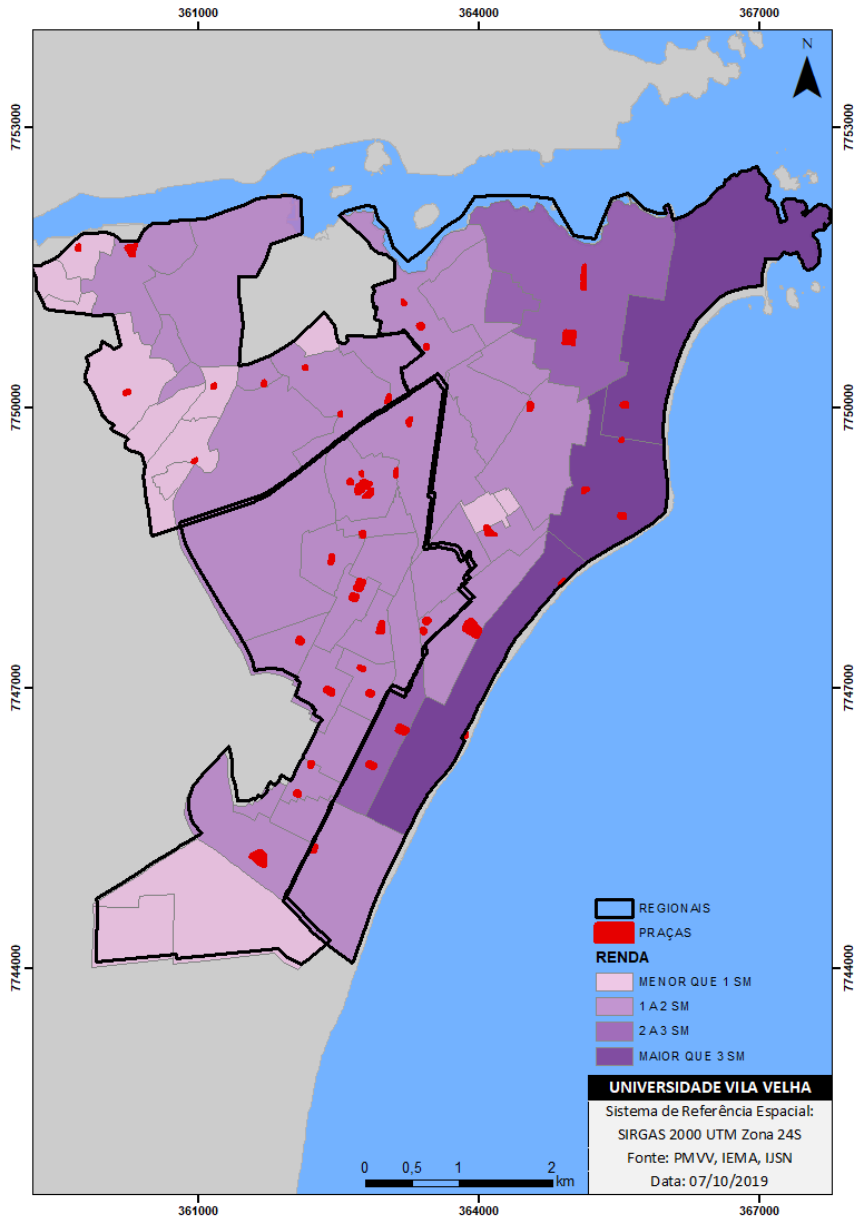 361000 364000 367000
N
7753000 7753000
7750000 7750000
7747000 7747000
7744000 7744000
REGIONAIS
PRAÇAS
RENDA
MENOR QUE 1 SM
1 A 2 SM
2 A 3 SM
MAIOR QUE 3 SM
UNIVERSIDADE VILA VELHA
Sistema de Referência Espacial:
SIRGAS 2000 UTM Zona 24S
Fonte: PMVV, IEMA, IJSN
Data: 07/10/2019
0 0,5 1 2
km
361000 364000 367000